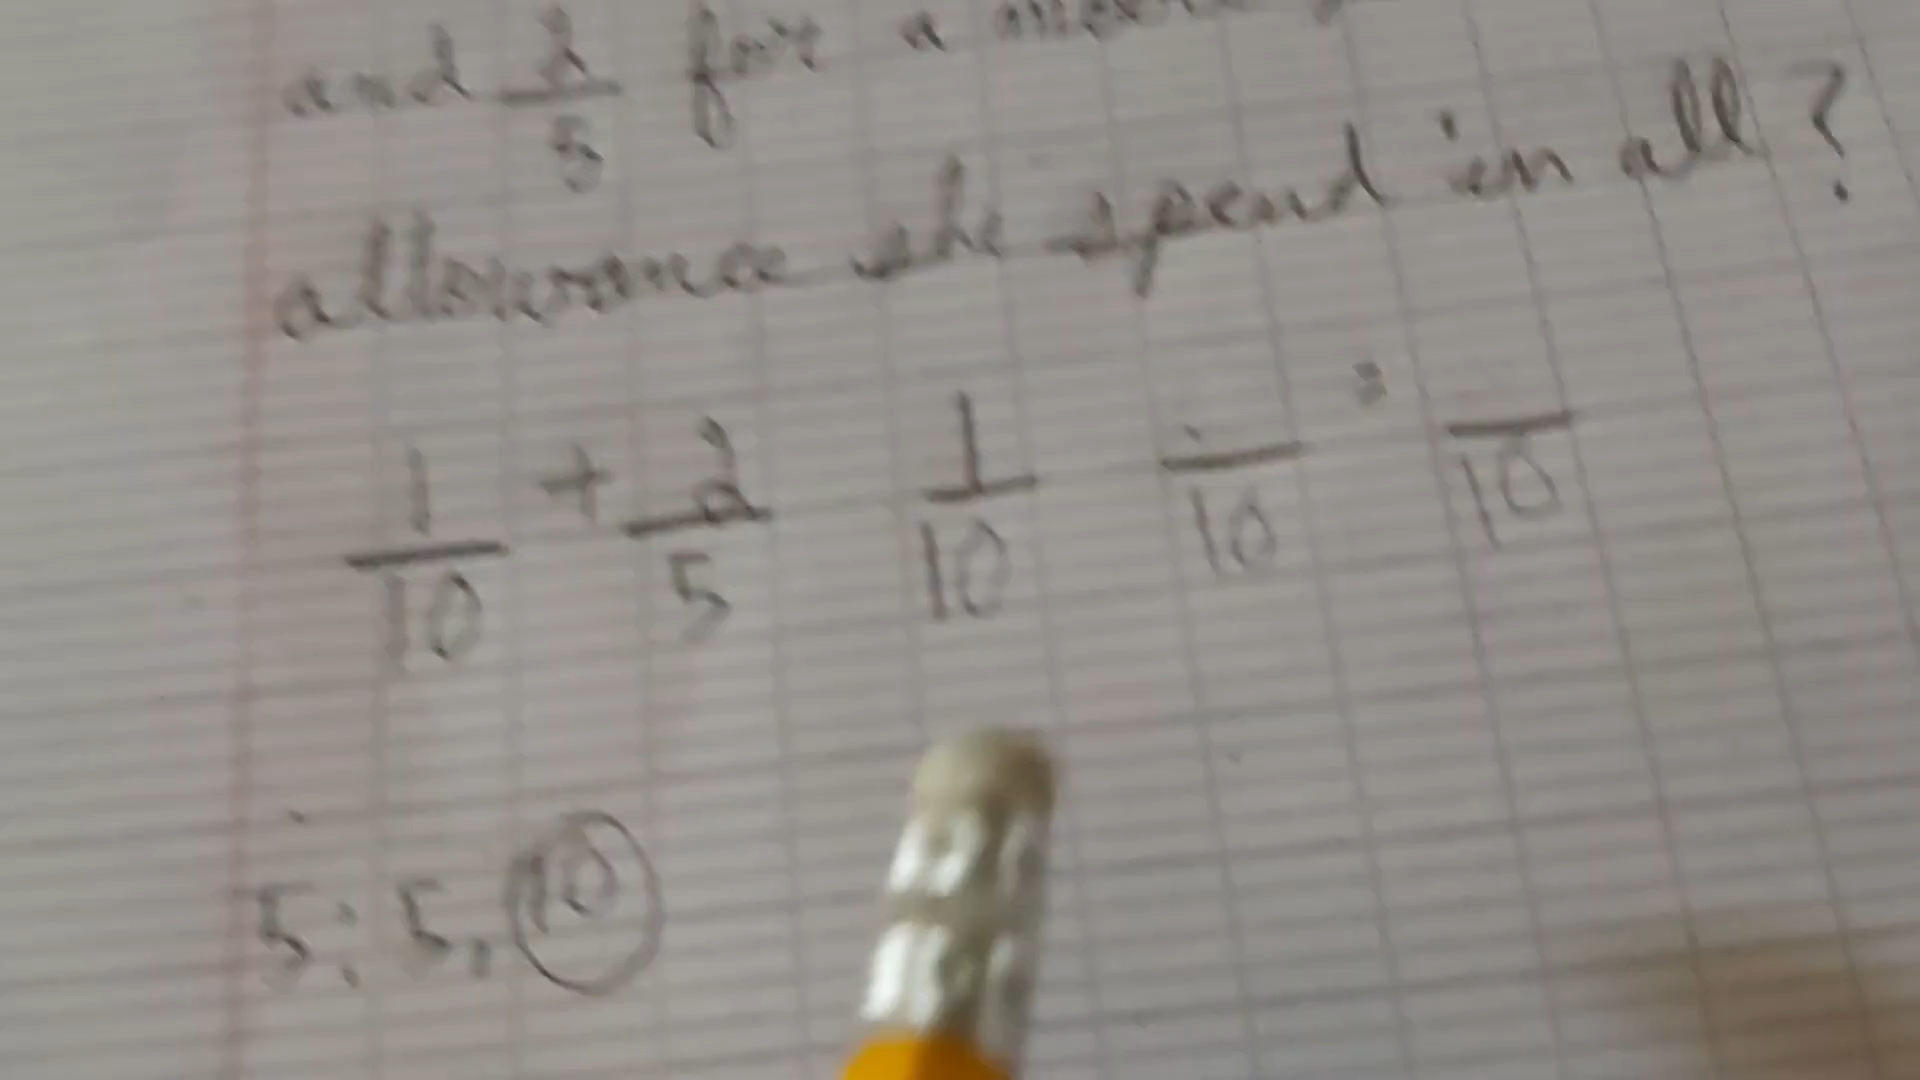 and 2/5 for a
allowance she spend in all?
1/10 + 2/5 1/10 /10 = /10
5: 5, 10